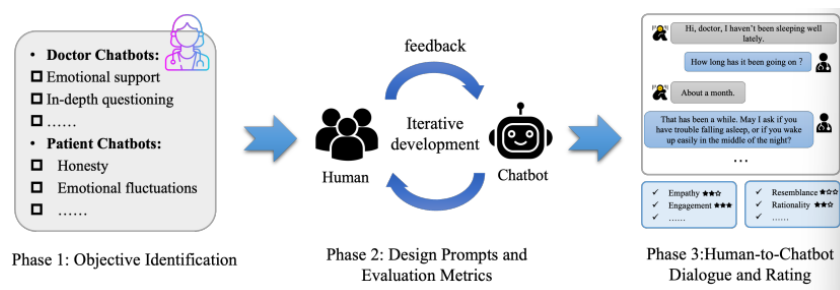 • Doctor Chatbots:
Emotional support
In-depth questioning
......
• Patient Chatbots:
Honesty
Emotional fluctuations
......
Phase 1: Objective Identification
feedback
Iterative
development
Human
Chatbot
Phase 2: Design Prompts and
Evaluation Metrics
Hi, doctor, I haven't been sleeping well
lately.
How long has it been going on ?
About a month.
That has been a while. May I ask if you
have trouble falling asleep, or if you wake
up easily in the middle of the night?
...
✓ Empathy ★★☆
✓ Engagement ★★★
✓ ......
✓ Resemblance ★☆☆
✓ Rationality ★★☆
✓ ......
Phase 3:Human-to-Chatbot
Dialogue and Rating